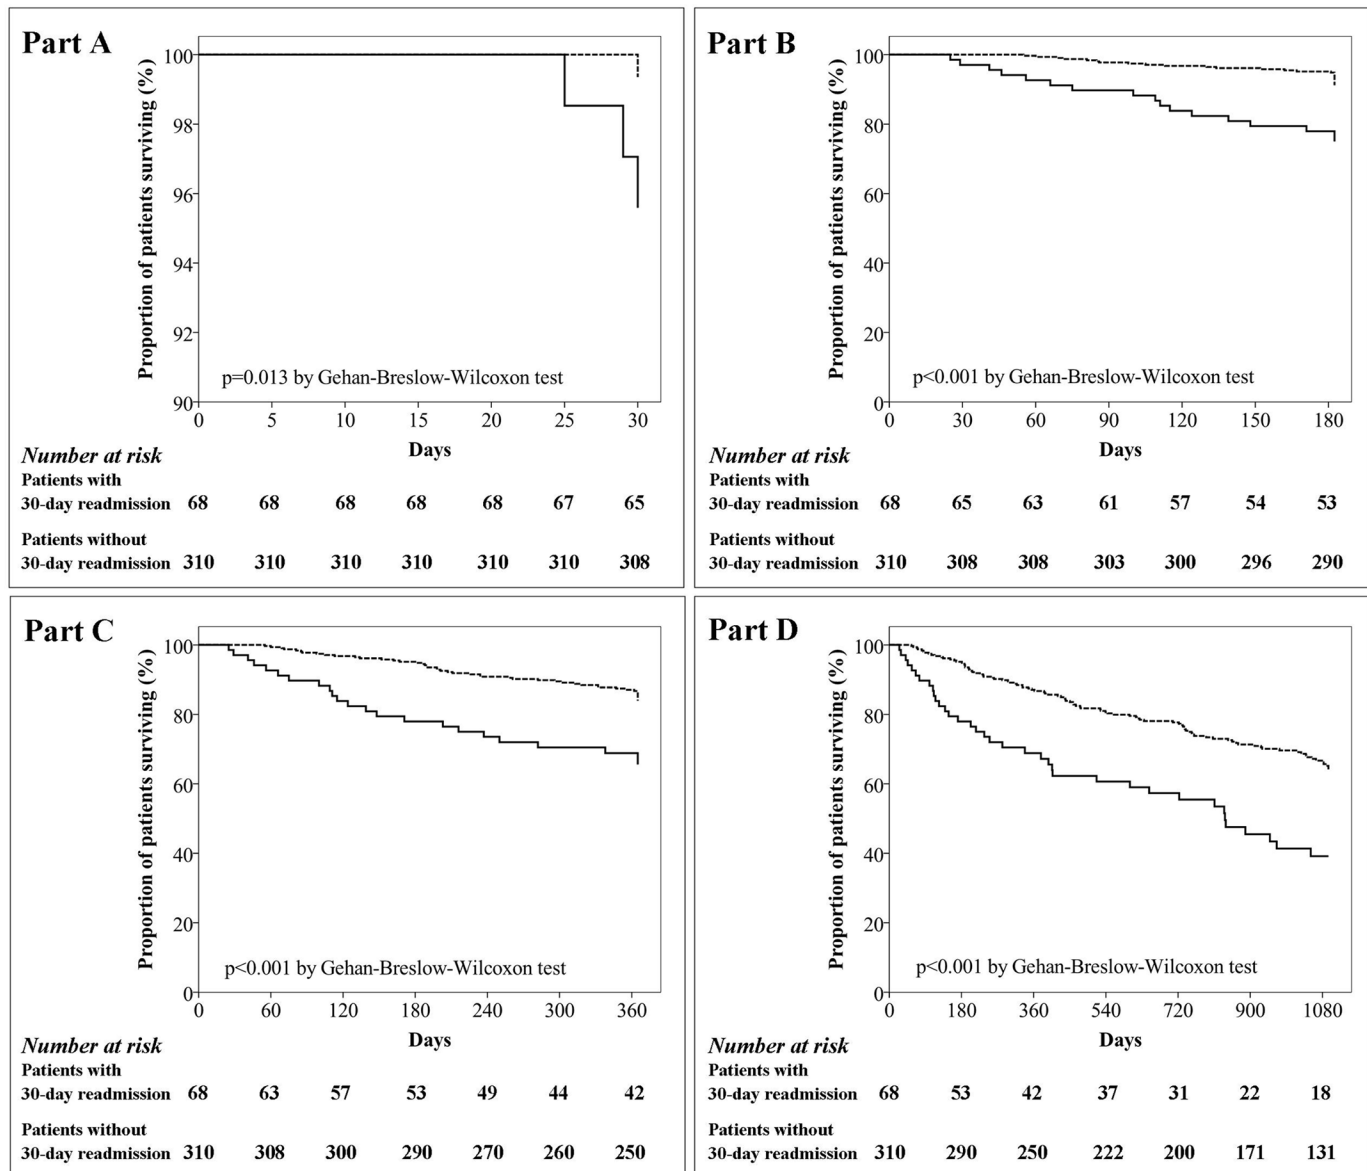 Part A
Proportion of patients surviving (%)
100
98
96
94
92
90
p=0.013 by Gehan-Breslow-Wilcoxon test
0 5 10 15 20 25 30
Days
Number at risk
Patients with
30-day readmission 68 68 68 68 68 67 65
Patients without
30-day readmission 310 310 310 310 310 310 308
Part B
Proportion of patients surviving (%)
100
80
60
40
20
0
p<0.001 by Gehan-Breslow-Wilcoxon test
0 30 60 90 120 150 180
Days
Number at risk
Patients with
30-day readmission 68 65 63 61 57 54 53
Patients without
30-day readmission 310 308 308 303 300 296 290
Part C
Proportion of patients surviving (%)
100
80
60
40
20
0
p<0.001 by Gehan-Breslow-Wilcoxon test
0 60 120 180 240 300 360
Days
Number at risk
Patients with
30-day readmission 68 63 57 53 49 44 42
Patients without
30-day readmission 310 308 300 290 270 260 250
Part D
Proportion of patients surviving (%)
100
80
60
40
20
0
p<0.001 by Gehan-Breslow-Wilcoxon test
0 180 360 540 720 900 1080
Days
Number at risk
Patients with
30-day readmission 68 53 42 37 31 22 18
Patients without
30-day readmission 310 290 250 222 200 171 131